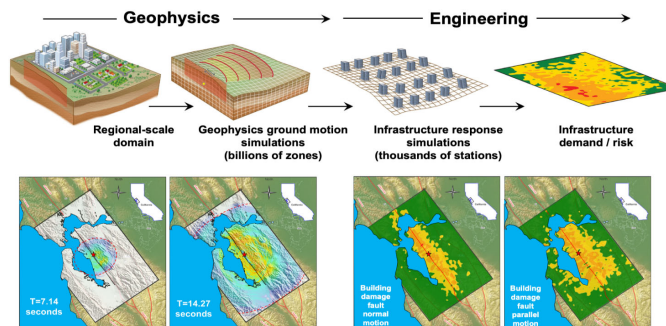 Geophysics
Engineering
Regional-scale
domain
Geophysics ground motion
simulations
(billions of zones)
Infrastructure response
simulations
(thousands of stations)
Infrastructure
demand / risk
T=7.14
seconds
T=14.27
seconds
Building
damage
fault
normal
motion
Building
damage
fault
parallel
motion